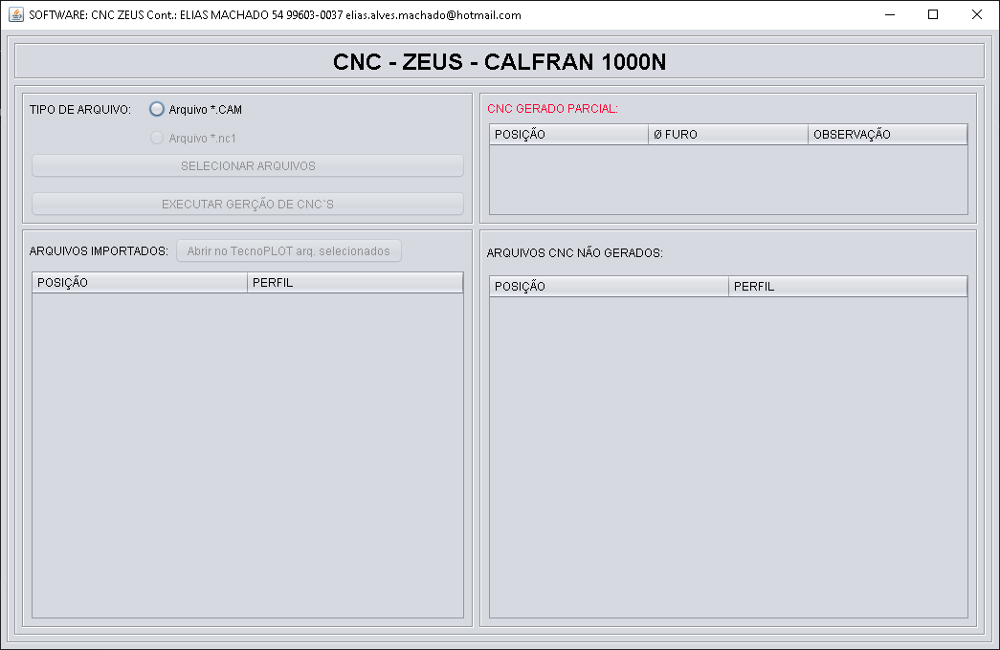 SOFTWARE: CNC ZEUS Cont.: ELIAS MACHADO 54 99603-0037 elias.alves.machado@hotmail.com
CNC - ZEUS - CALFRAN 1000N
TIPO DE ARQUIVO:
Arquivo *.CAM
Arquivo *.nc1
SELECIONAR ARQUIVOS
EXECUTAR GERÇÃO DE CNC`S
CNC GERADO PARCIAL:
POSIÇÃO Ø FURO OBSERVAÇÃO
ARQUIVOS IMPORTADOS: Abrir no TecnoPLOT arq. selecionados
POSIÇÃO PERFIL
ARQUIVOS CNC NÃO GERADOS:
POSIÇÃO PERFIL